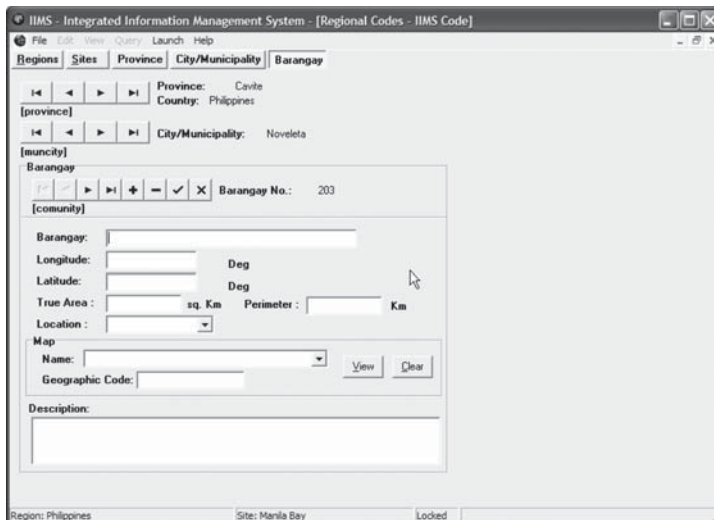 IIMS - Integrated Information Management System - [Regional Codes - IIMS Code]
File Edit View Query Launch Help
Regions Sites Province City/Municipality Barangay
Province: Cavite
Country: Philippines
[province]
City/Municipality: Noveleta
[muncity]
Barangay
Barangay No.: 203
[comunity]
Barangay:
Longitude: Deg
Latitude: Deg
True Area : sq. Km Perimeter : Km
Location :
Map
Name:
View Clear
Geographic Code:
Description:
Region: Philippines Site: Manila Bay Locked